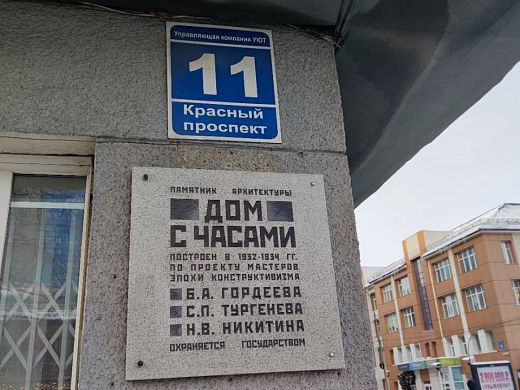 Управляющая компания УЮТ
11
Красный
проспект
ПАМЯТНИК АРХИТЕКТУРЫ
ДОМ
С ЧАСАМИ
ПОСТРОЕН В 1932-1934 ГГ.
ПО ПРОЕКТУ МАСТЕРОВ
ЭПОХИ КОНСТРУКТИВИЗМА
Б.А. ГОРДЕЕВА
С.П. ТУРГЕНЕВА
Н.В. НИКИТИНА
ОХРАНЯЕТСЯ ГОСУДАРСТВОМ